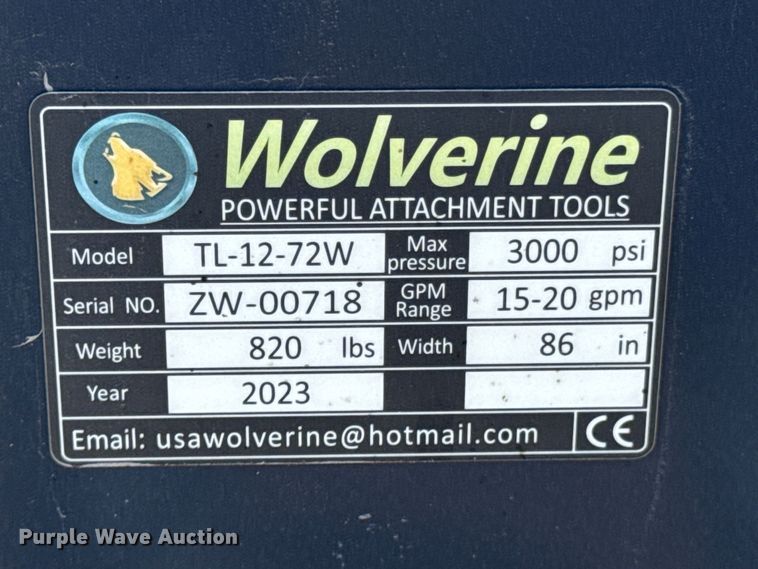 Wolverine
POWERFUL ATTACHMENT TOOLS
Model TL-12-72W Max pressure 3000 psi
Serial NO. ZW-00718 GPM Range 15-20 gpm
Weight 820 lbs Width 86 in
Year 2023
Email: usawolverine@hotmail.com CE
Purple Wave Auction